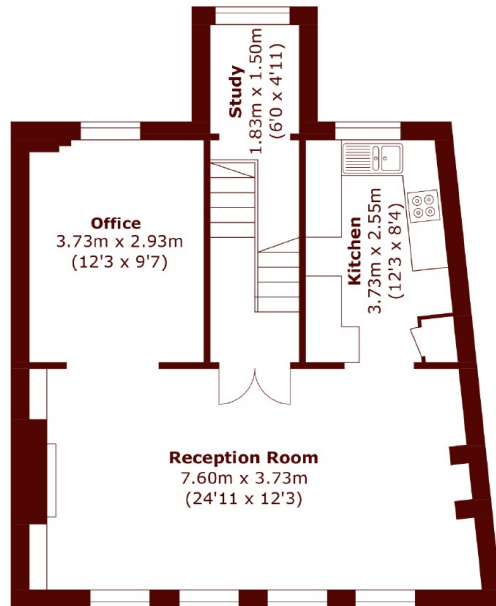 Study
1.83m x 1.50m
(6'0 x 4'11)
Office
3.73m x 2.93m
(12'3 x 9'7)
Kitchen
3.73m x 2.55m
(12'3 x 8'4)
Reception Room
7.60m x 3.73m
(24'11 x 12'3)